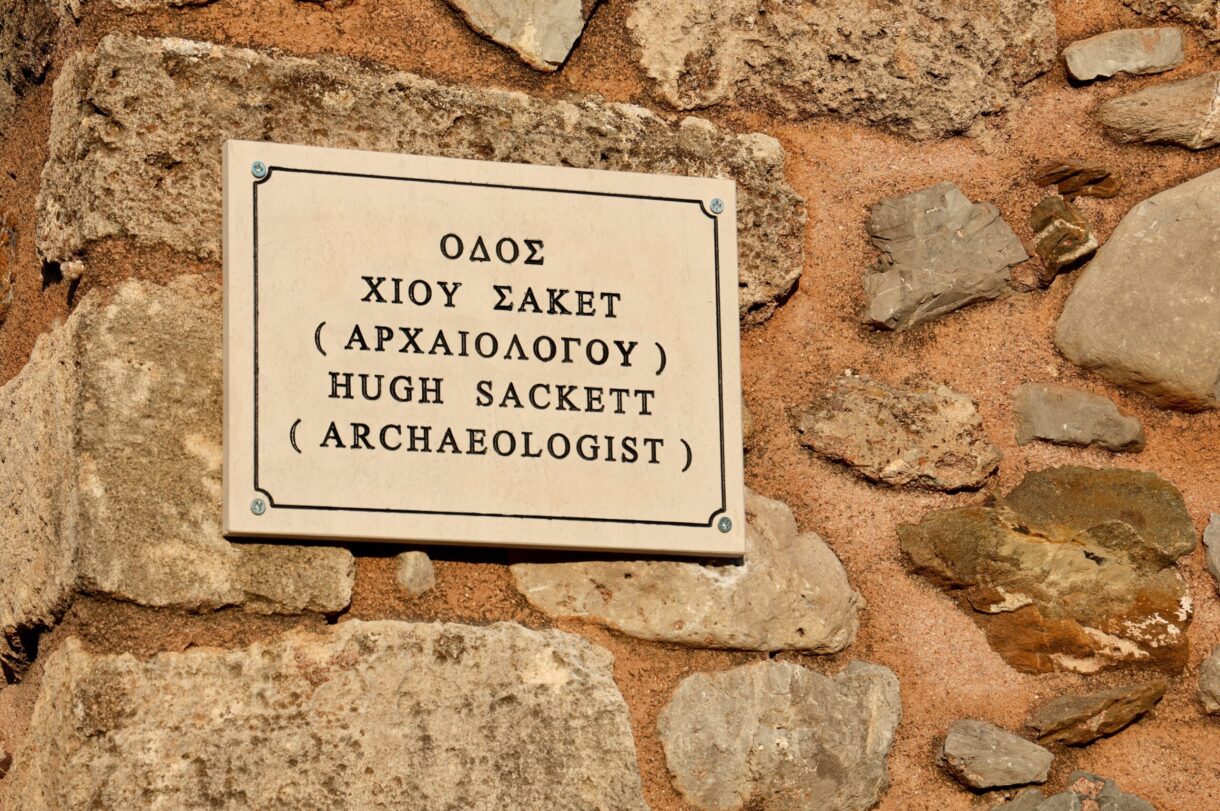 ΟΔΟΣ
ΧΙΟΥ ΣΑΚΕΤ
( ΑΡΧΑΙΟΛΟΓΟΥ )
HUGH SACKETT
( ARCHAEOLOGIST )